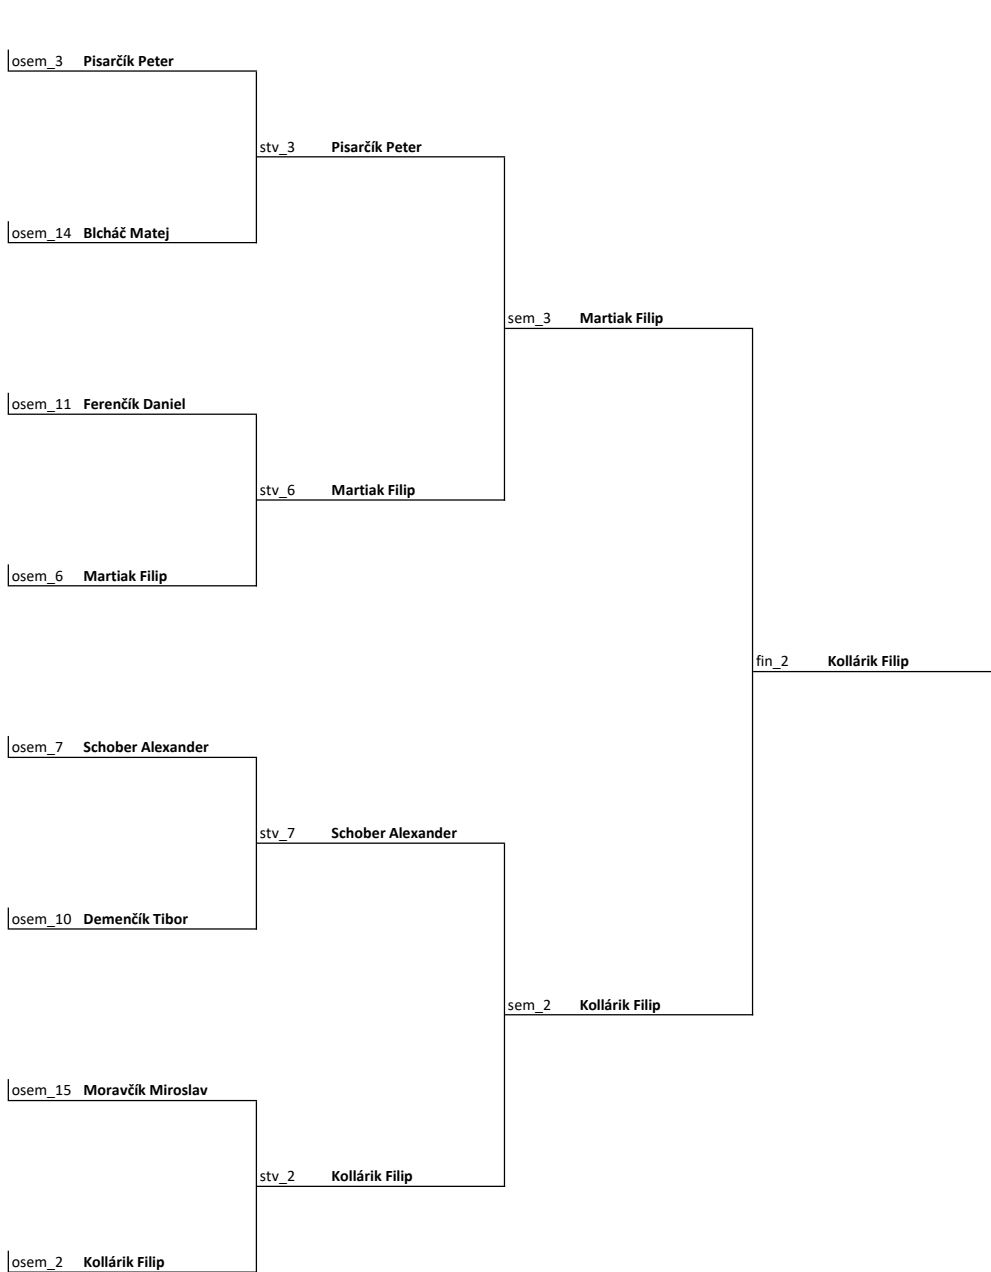 osem_3 Pisarčík Peter
stv_3 Pisarčík Peter
osem_14 Blcháč Matej
sem_3 Martiak Filip
osem_11 Ferenčík Daniel
stv_6 Martiak Filip
osem_6 Martiak Filip
fin_2 Kollárik Filip
osem_7 Schober Alexander
stv_7 Schober Alexander
osem_10 Demenčík Tibor
sem_2 Kollárik Filip
osem_15 Moravčík Miroslav
stv_2 Kollárik Filip
osem_2 Kollárik Filip